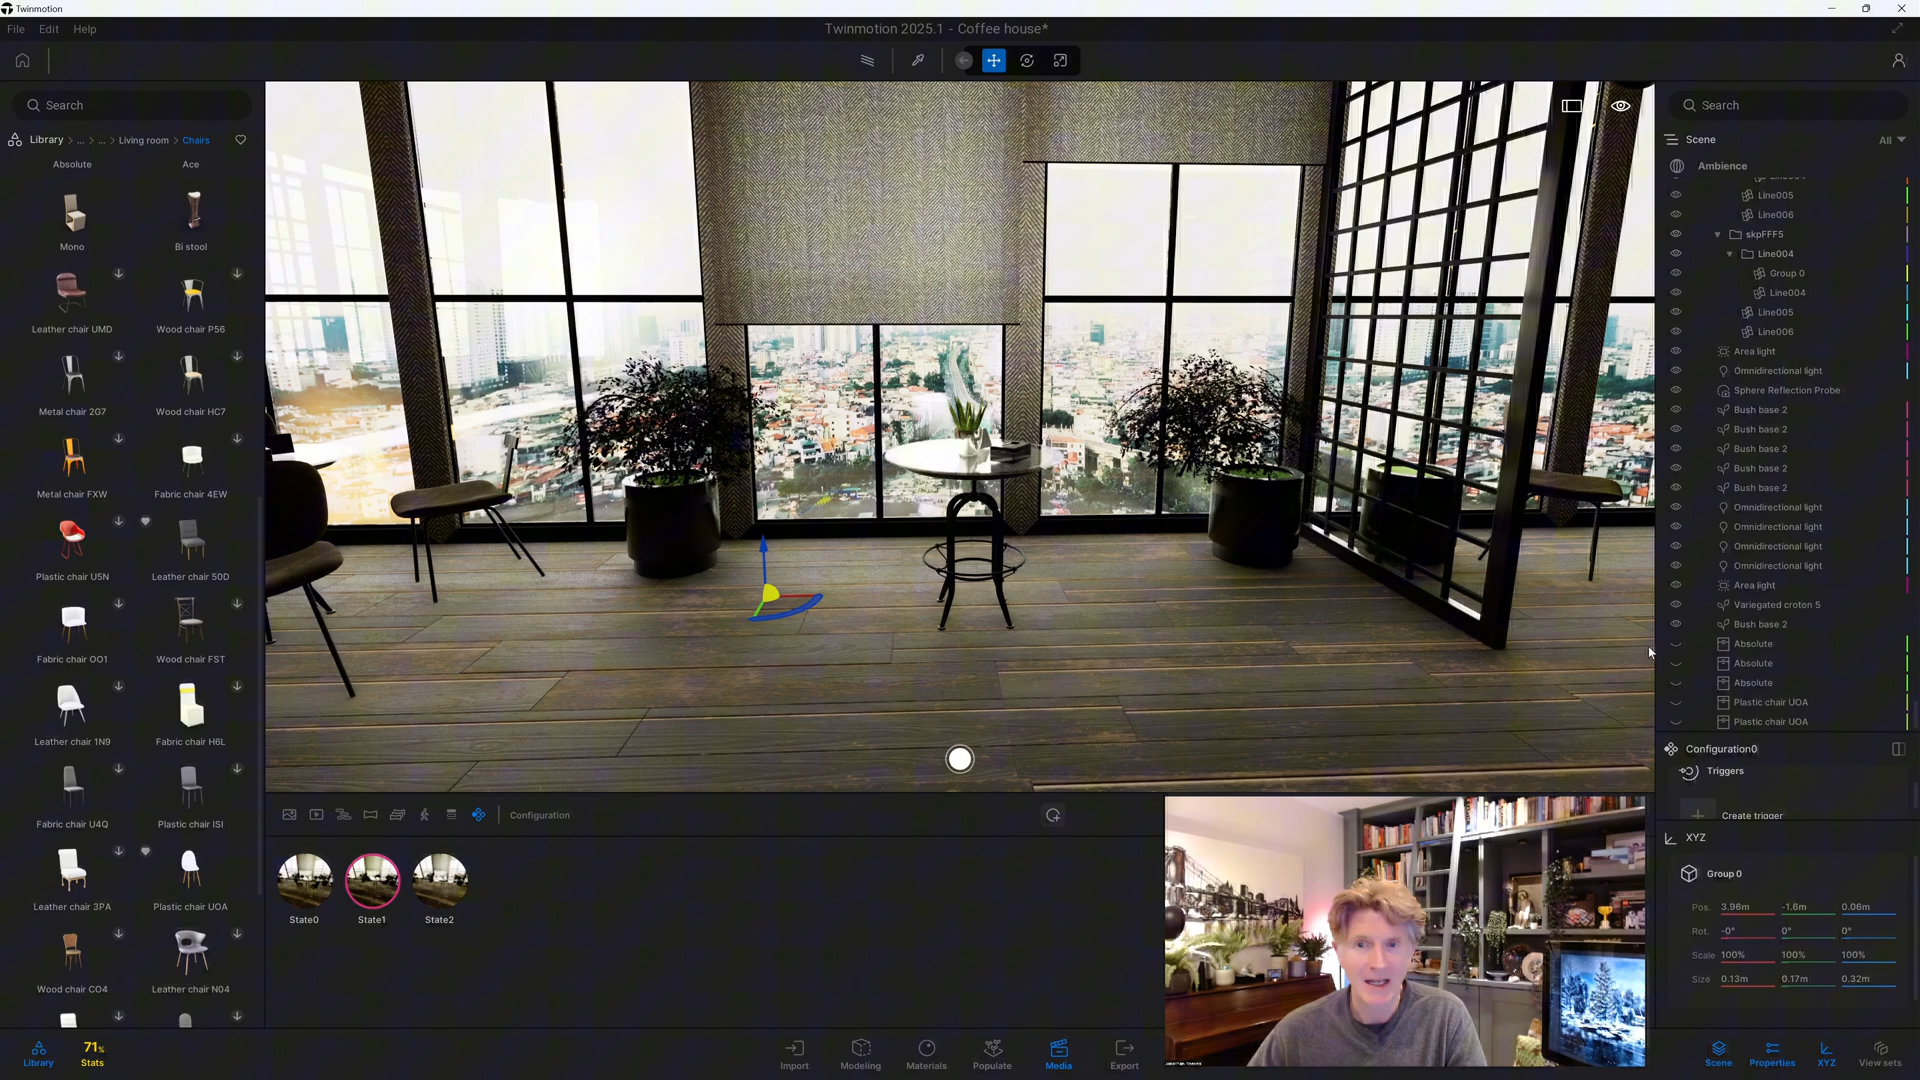 Twinmotion
File Edit Help
Twinmotion 2025.1 - Coffee house*
Search
Library > ... > ... > Living room > Chairs
Absolute Ace
Mono Bi stool
Leather chair UMD Wood chair P56
Metal chair 2G7 Wood chair HC7
Metal chair FXW Fabric chair 4EW
Plastic chair U5N Leather chair 50D
Fabric chair OO1 Wood chair FST
Leather chair 1N9 Fabric chair H6L
Fabric chair U4Q Plastic chair ISI
Leather chair 3PA Plastic chair UOA
Wood chair CO4 Leather chair N04
Library
71%
Stats
Configuration
State0 State1 State2
Import Modeling Materials Populate Media Export
Search
Scene All
Ambience
Line005
Line006
skpFFF5
Line004
Group 0
Line004
Line005
Line006
Area light
Omnidirectional light
Sphere Reflection Probe
Bush base 2
Bush base 2
Bush base 2
Bush base 2
Bush base 2
Omnidirectional light
Omnidirectional light
Omnidirectional light
Omnidirectional light
Area light
Variegated croton 5
Bush base 2
Absolute
Absolute
Absolute
Plastic chair UOA
Plastic chair UOA
Configuration0
Triggers
Create trigger
XYZ
Group 0
Pos. 3.96m -1.6m 0.06m
Rot. -0° 0° 0°
Scale 100% 100% 100%
Size 0.13m 0.17m 0.32m
Scene Properties XYZ View sets